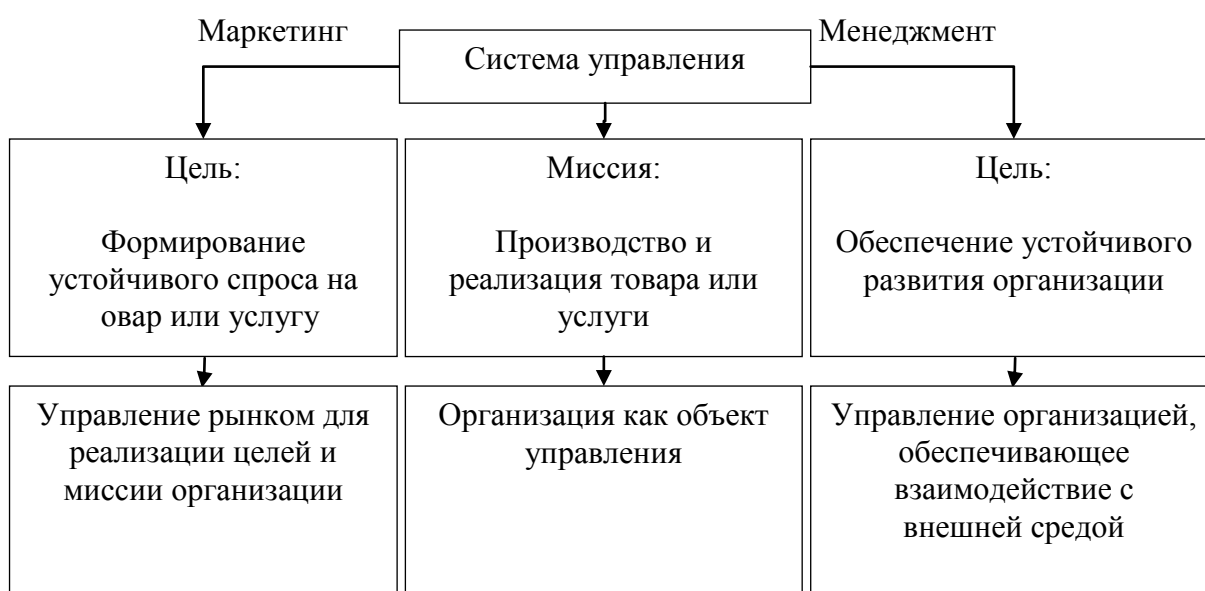 Маркетинг
Менеджмент
Система управления
Цель:
Формирование
устойчивого спроса на
овар или услугу
Миссия:
Производство и
реализация товара или
услуги
Цель:
Обеспечение устойчивого
развития организации
Управление рынком для
реализации целей и
миссии организации
Организация как объект
управления
Управление организацией,
обеспечивающее
взаимодействие с
внешней средой